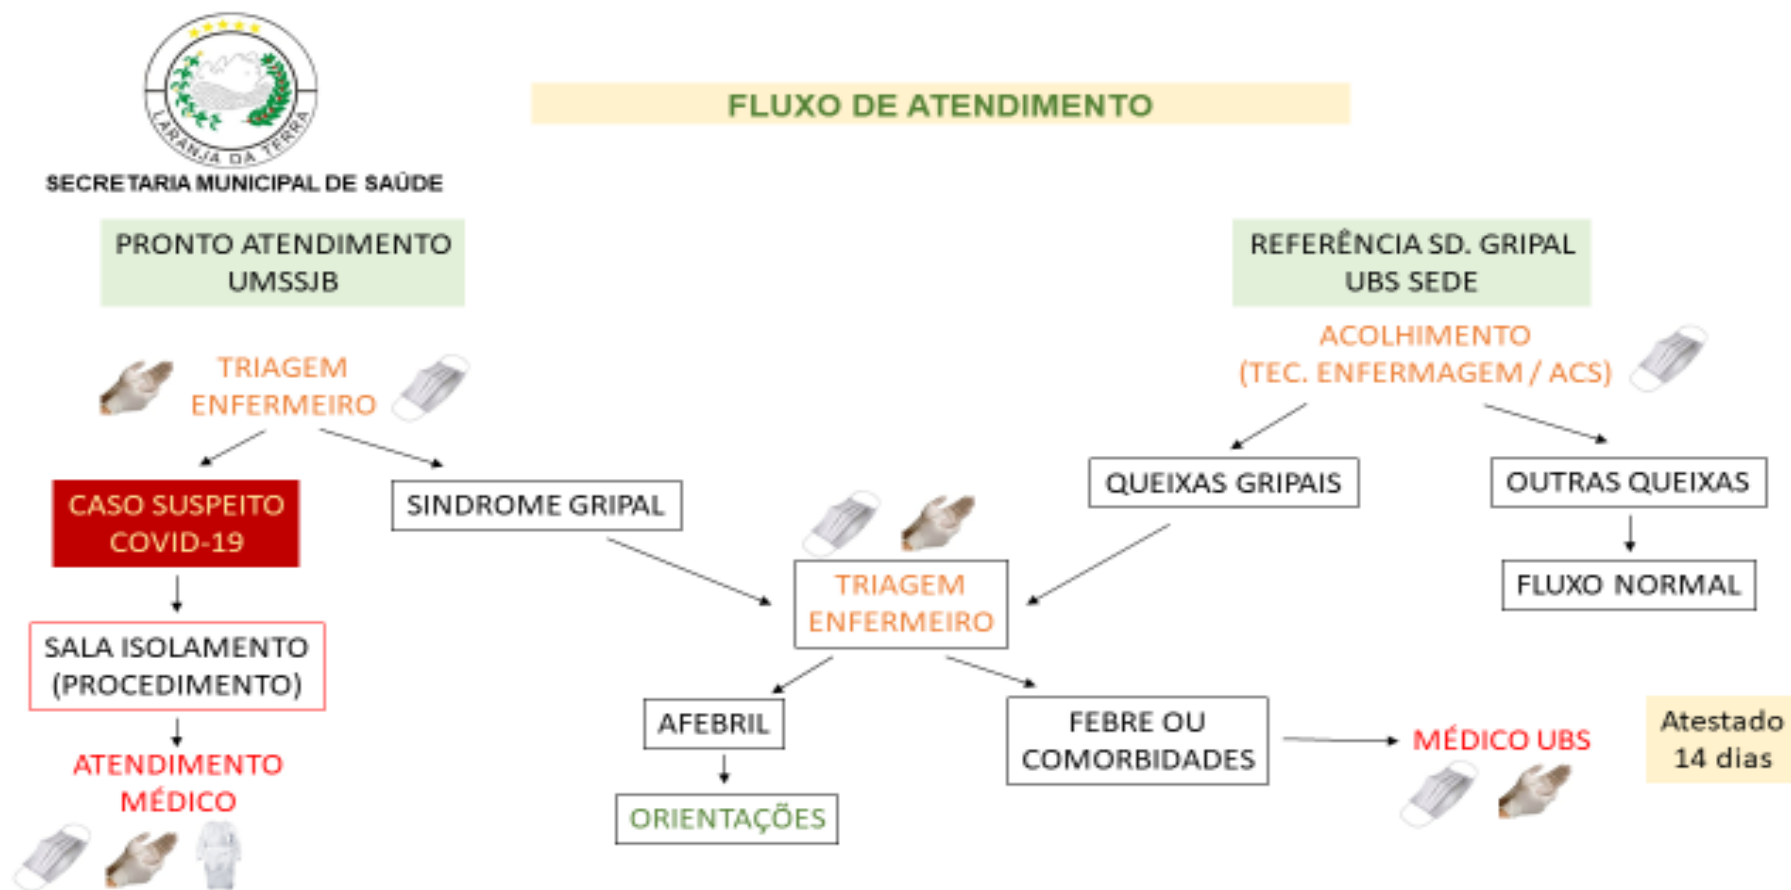 LARANJA DA TERRA
SECRETARIA MUNICIPAL DE SAÚDE
FLUXO DE ATENDIMENTO
PRONTO ATENDIMENTO
UMSSJB
TRIAGEM
ENFERMEIRO
CASO SUSPEITO
COVID-19
SALA ISOLAMENTO
(PROCEDIMENTO)
ATENDIMENTO
MÉDICO
SINDROME GRIPAL
REFERÊNCIA SD. GRIPAL
UBS SEDE
ACOLHIMENTO
(TEC. ENFERMAGEM / ACS)
QUEIXAS GRIPAIS
OUTRAS QUEIXAS
FLUXO NORMAL
TRIAGEM
ENFERMEIRO
AFEBRIL
ORIENTAÇÕES
FEBRE OU
COMORBIDADES
MÉDICO UBS
Atestado
14 dias